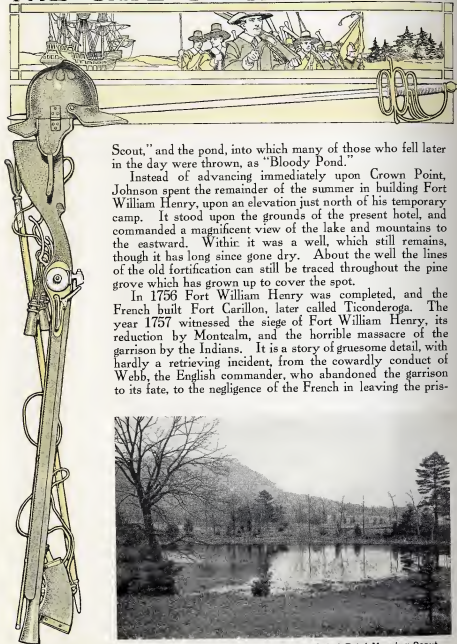 Scout," and the pond, into which many of those who fell later
in the day were thrown, as "Bloody Pond."
Instead of advancing immediately upon Crown Point,
Johnson spent the remainder of the summer in building Fort
William Henry, upon an elevation just north of his temporary
camp. It stood upon the grounds of the present hotel, and
commanded a magnificent view of the lake and mountains to
the eastward. Within it was a well, which still remains,
though it has long since gone dry. About the well the lines
of the old fortification can still be traced throughout the pine
grove which has grown up to cover the spot.
In 1756 Fort William Henry was completed, and the
French built Fort Carillon, later called Ticonderoga. The
year 1757 witnessed the siege of Fort William Henry, its
reduction by Montcalm, and the horrible massacre of the
garrison by the Indians. It is a story of gruesome detail, with
hardly a retrieving incident, from the cowardly conduct of
Webb, the English commander, who abandoned the garrison
to its fate, to the negligence of the French in leaving the pris-
Scout